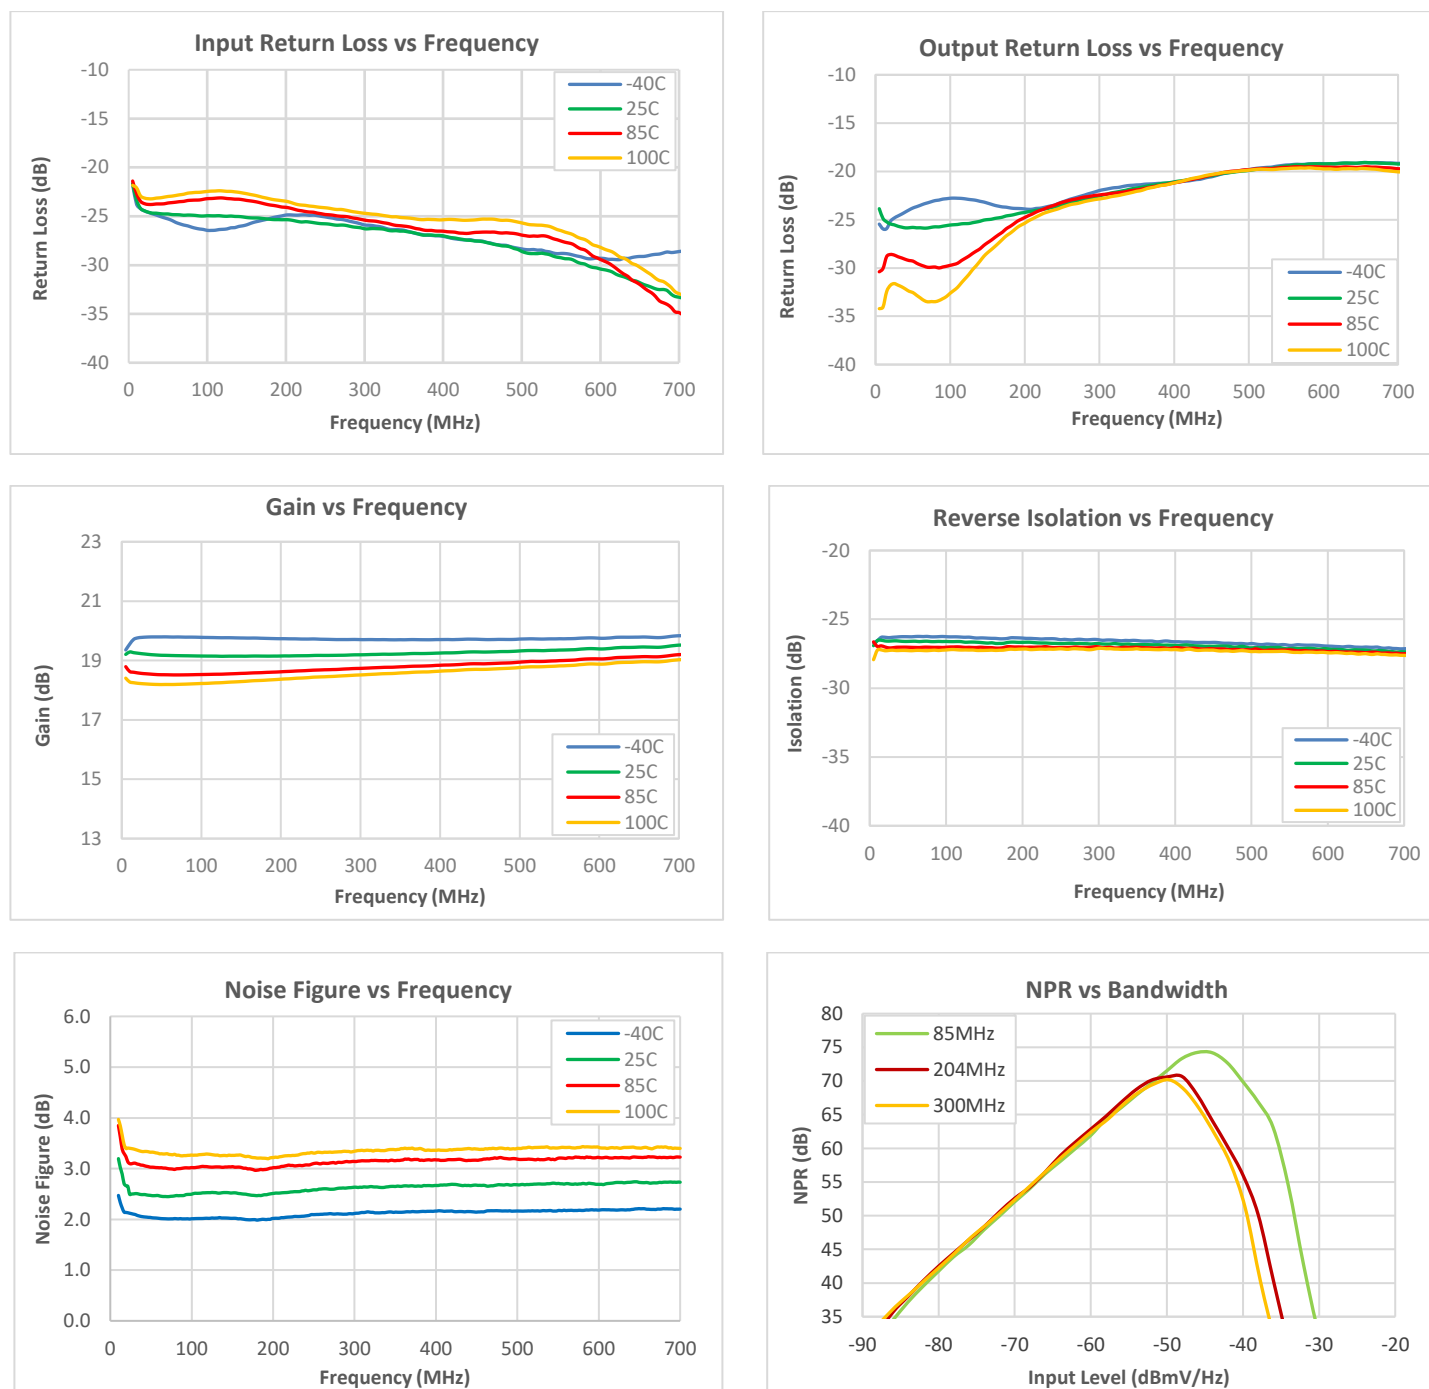 Input Return Loss vs Frequency
-10
-15
-20
-25
-30
-35
-40
Return Loss (dB)
-40C
25C
85C
100C
0 100 200 300 400 500 600 700
Frequency (MHz)
Output Return Loss vs Frequency
-10
-15
-20
-25
-30
-35
-40
Return Loss (dB)
-40C
25C
85C
100C
0 100 200 300 400 500 600 700
Frequency (MHz)
Gain vs Frequency
23
21
19
17
15
13
Gain (dB)
-40C
25C
85C
100C
0 100 200 300 400 500 600 700
Frequency (MHz)
Reverse Isolation vs Frequency
-20
-25
-30
-35
-40
Isolation (dB)
-40C
25C
85C
100C
0 100 200 300 400 500 600 700
Frequency (MHz)
Noise Figure vs Frequency
6.0
5.0
4.0
3.0
2.0
1.0
0.0
Noise Figure (dB)
-40C
25C
85C
100C
0 100 200 300 400 500 600 700
Frequency (MHz)
NPR vs Bandwidth
80
75
70
65
60
55
50
45
40
35
NPR (dB)
85MHz
204MHz
300MHz
-90 -80 -70 -60 -50 -40 -30 -20
Input Level (dBmV/Hz)